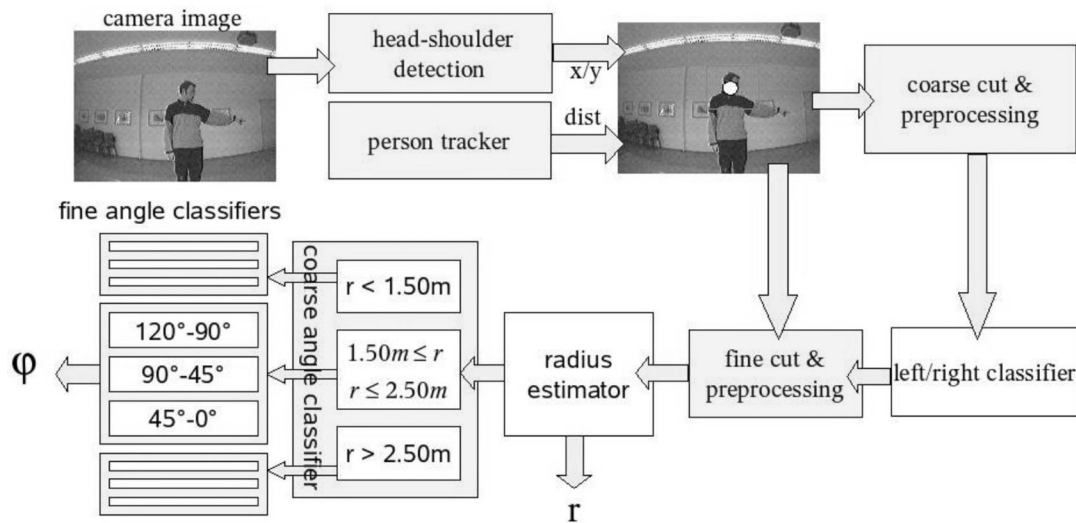 camera image
head-shoulder
detection
x/y
person tracker
dist
coarse cut &
preprocessing
fine angle classifiers
120°-90°
90°-45°
45°-0°
φ
coarse angle classifier
r < 1.50m
1.50m ≤ r
r ≤ 2.50m
r > 2.50m
radius
estimator
r
fine cut &
preprocessing
left/right classifier